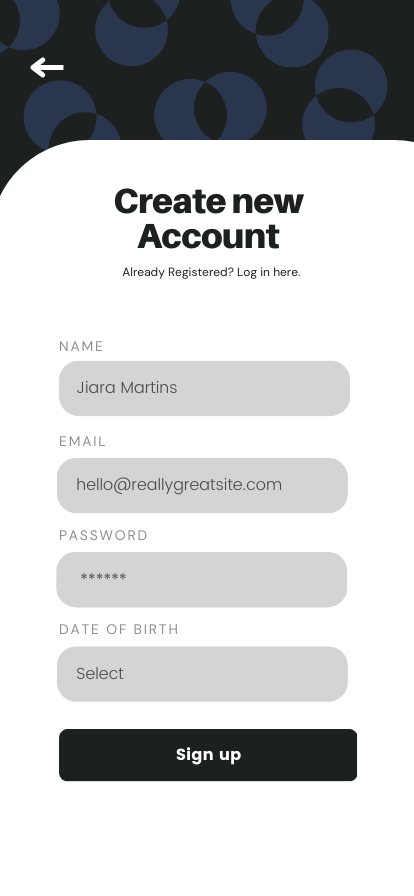 Create new
Account
Already Registered? Log in here.
NAME
Jiara Martins
EMAIL
hello@reallygreatsite.com
PASSWORD
******
DATE OF BIRTH
Select
Sign up